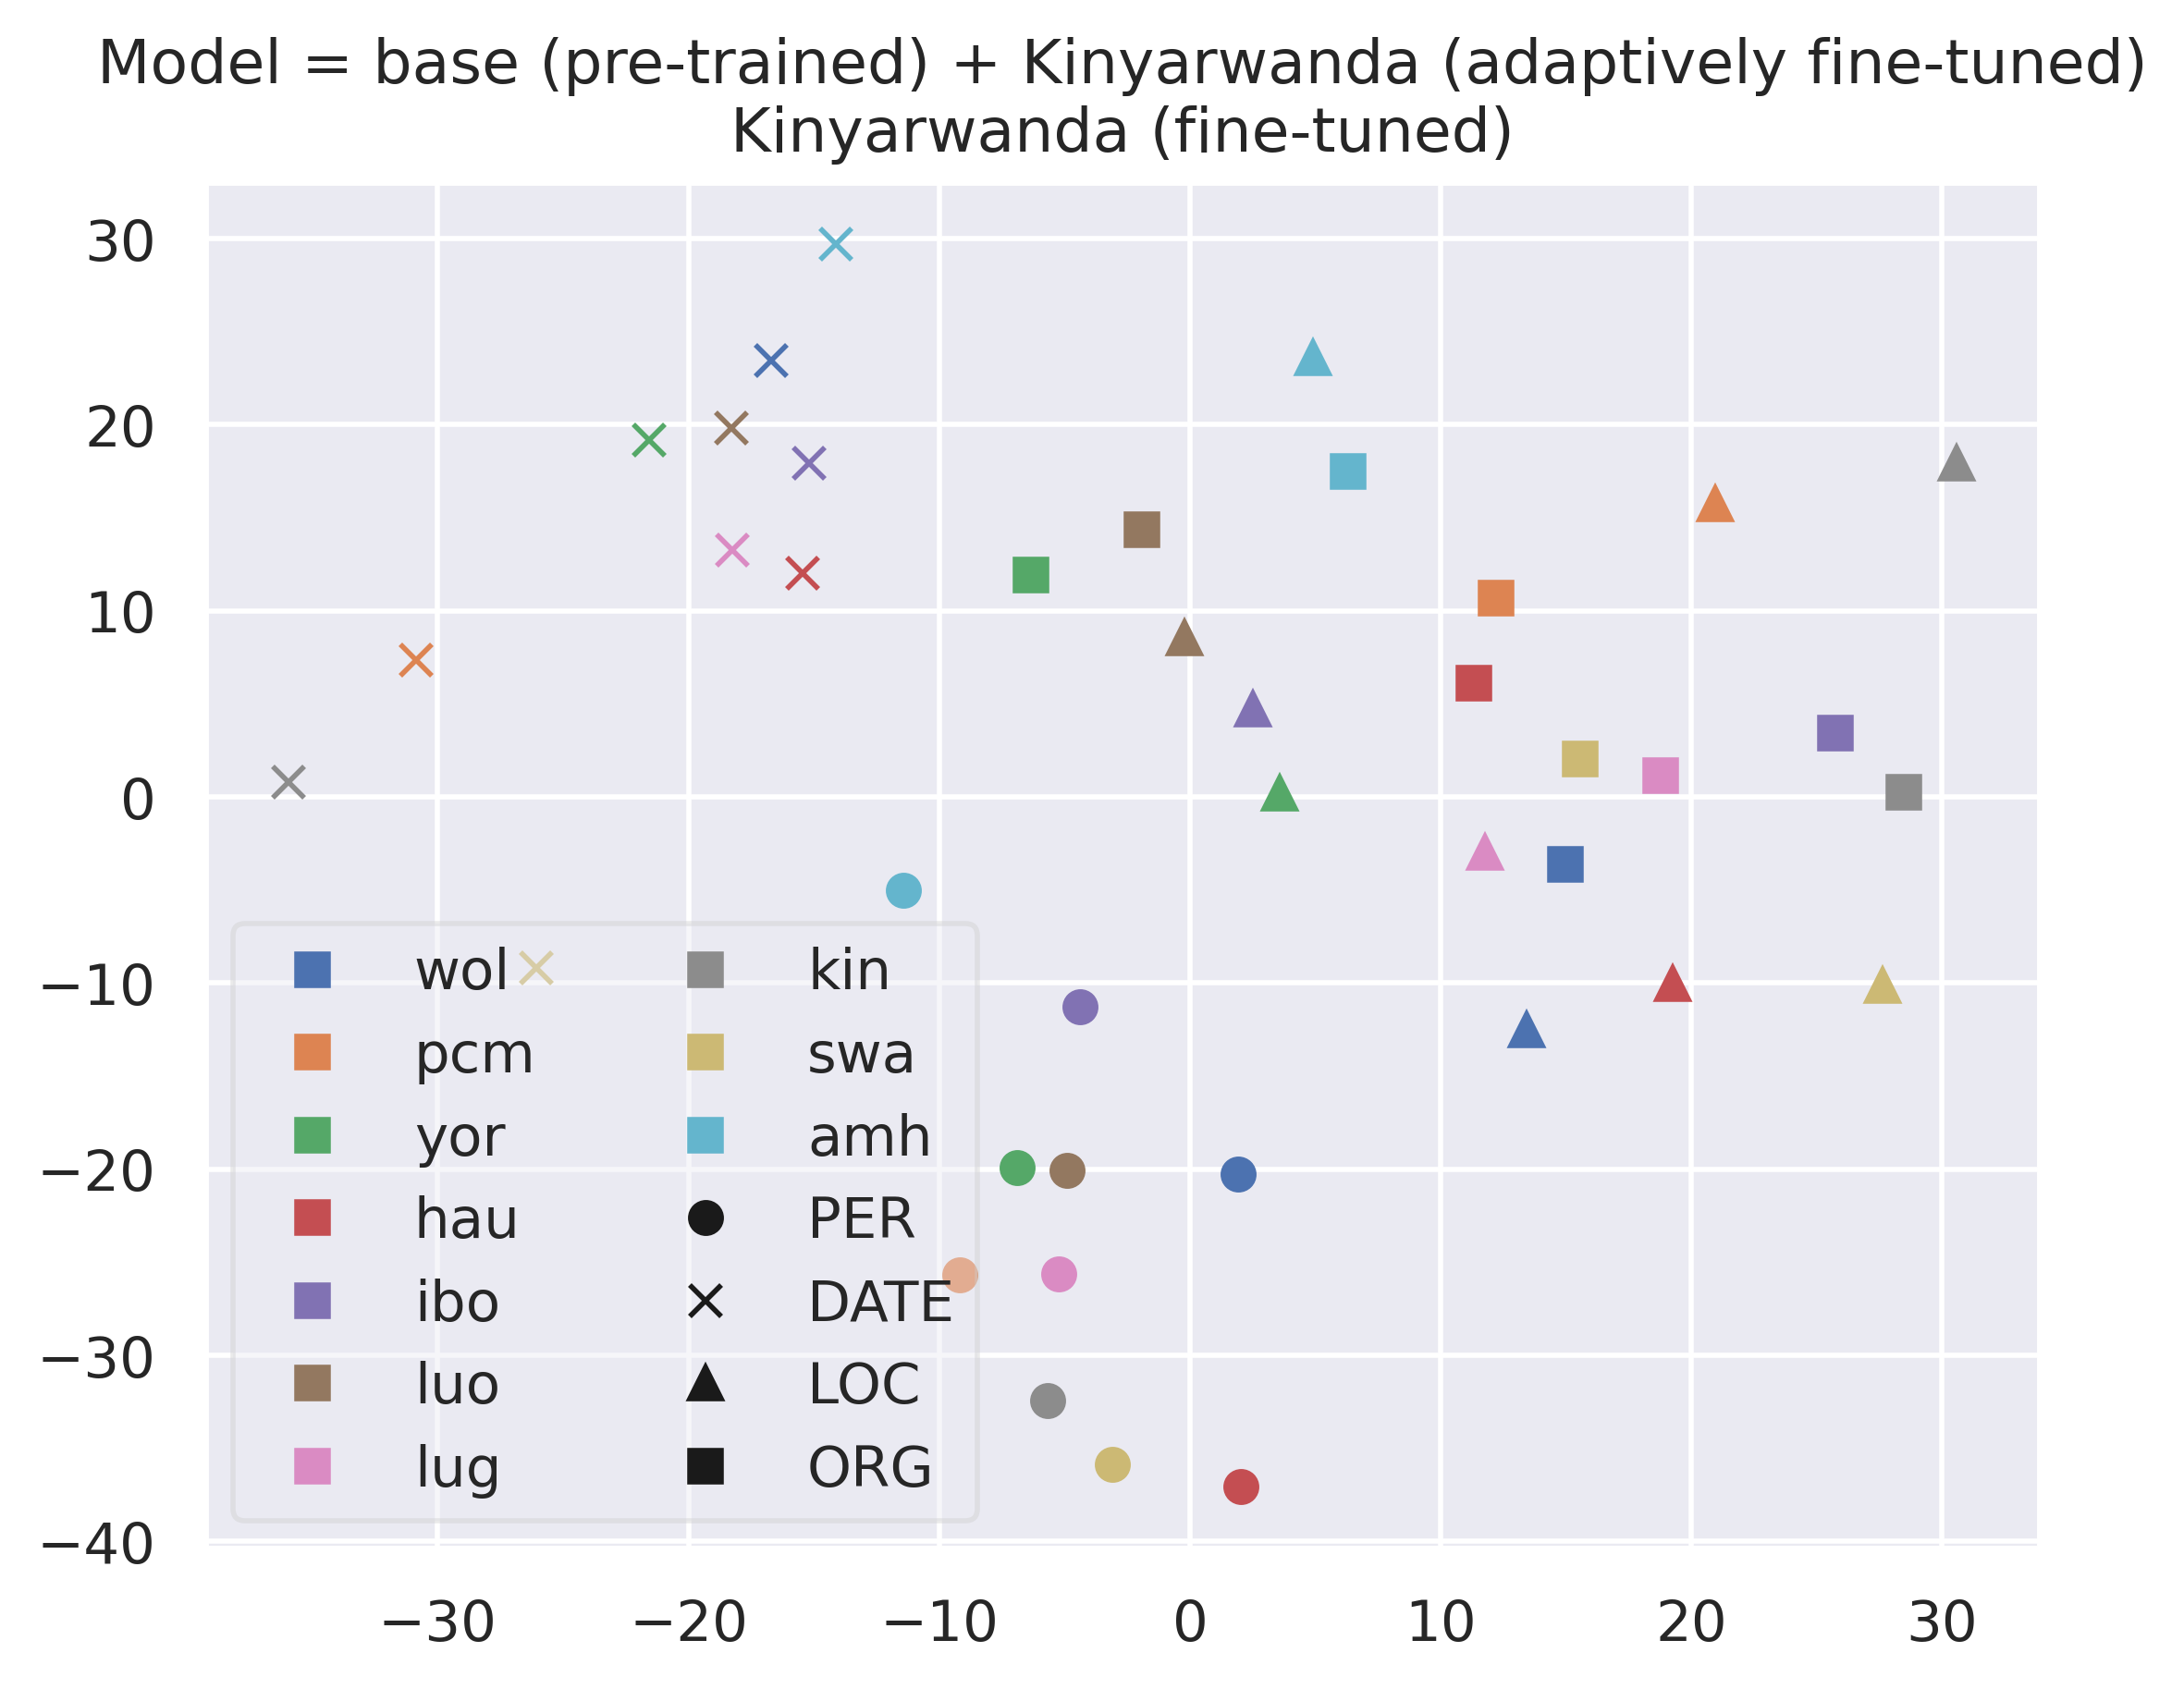 Model = base (pre-trained) + Kinyarwanda (adaptively fine-tuned)
Kinyarwanda (fine-tuned)
30
20
10
0
−10
−20
−30
−40
wol
pcm
yor
hau
ibo
luo
lug
kin
swa
amh
PER
DATE
LOC
ORG
−30 −20 −10 0 10 20 30